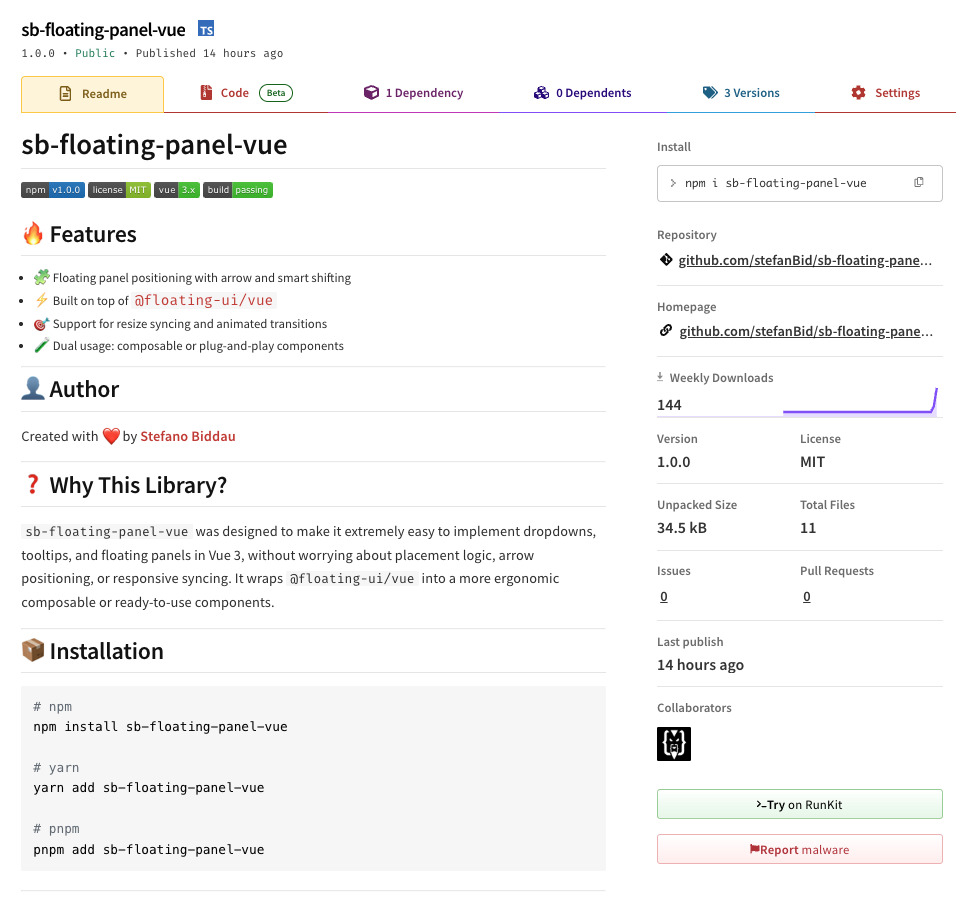 sb-floating-panel-vue TS
1.0.0 • Public • Published 14 hours ago
Readme
Code Beta
1 Dependency
0 Dependents
3 Versions
Settings
sb-floating-panel-vue
npm v1.0.0 license MIT vue 3.x build passing
Features
Floating panel positioning with arrow and smart shifting
Built on top of @floating-ui/vue
Support for resize syncing and animated transitions
Dual usage: composable or plug-and-play components
Author
Created with ❤️ by Stefano Biddau
❓ Why This Library?
sb-floating-panel-vue was designed to make it extremely easy to implement dropdowns,
tooltips, and floating panels in Vue 3, without worrying about placement logic, arrow
positioning, or responsive syncing. It wraps @floating-ui/vue into a more ergonomic
composable or ready-to-use components.
Installation
# npm
npm install sb-floating-panel-vue
# yarn
yarn add sb-floating-panel-vue
# pnpm
pnpm add sb-floating-panel-vue
Install
> npm i sb-floating-panel-vue
Repository
github.com/stefanBid/sb-floating-pane...
Homepage
github.com/stefanBid/sb-floating-pane...
Weekly Downloads
144
Version
1.0.0
License
MIT
Unpacked Size
34.5 kB
Total Files
11
Issues
0
Pull Requests
0
Last publish
14 hours ago
Collaborators
Try on RunKit
Report malware